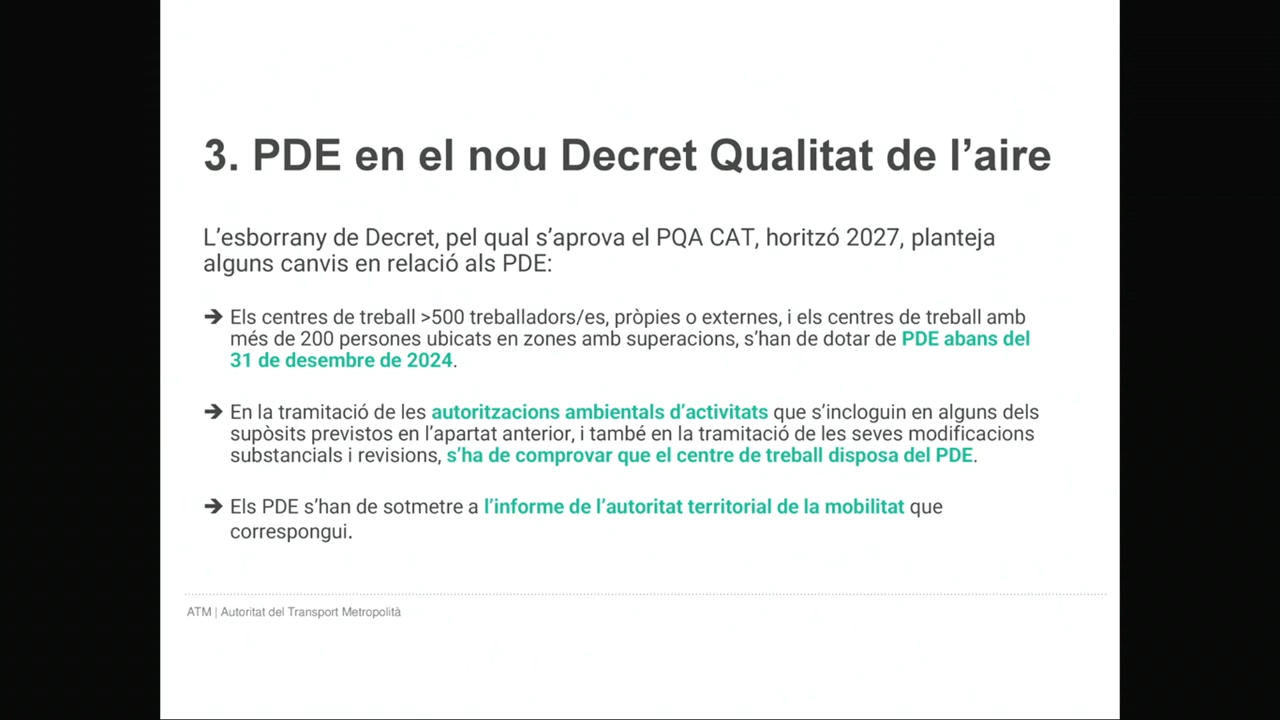 3. PDE en el nou Decret Qualitat de l’aire
L’esborrany de Decret, pel qual s’aprova el PQA CAT, horitzó 2027, planteja
alguns canvis en relació als PDE:
➔ Els centres de treball >500 treballadors/es, pròpies o externes, i els centres de treball amb
més de 200 persones ubicats en zones amb superacions, s’han de dotar de PDE abans del
31 de desembre de 2024.
➔ En la tramitació de les autoritzacions ambientals d’activitats que s’incloguin en alguns dels
supòsits previstos en l’apartat anterior, i també en la tramitació de les seves modificacions
substancials i revisions, s’ha de comprovar que el centre de treball disposa del PDE.
➔ Els PDE s’han de sotmetre a l’informe de l’autoritat territorial de la mobilitat que
correspongui.
ATM | Autoritat del Transport Metropolità